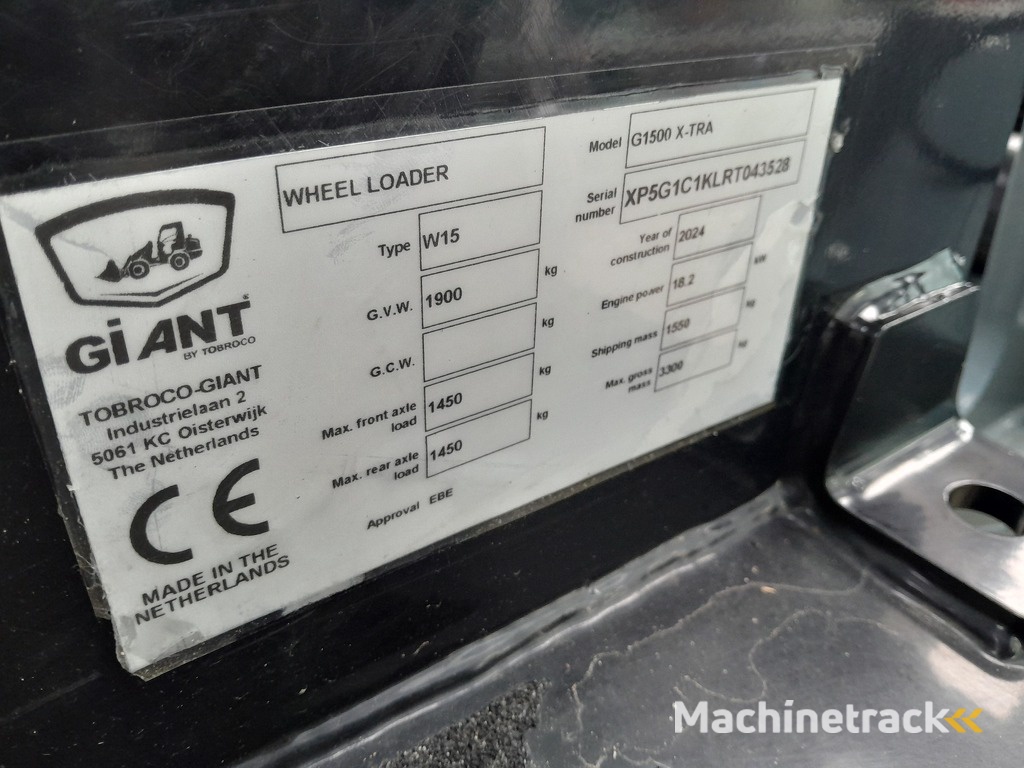 GiANT
BY TOBROCO
TOBROCO-GIANT
Industrielaan 2
5061 KC Oisterwijk
The Netherlands
CE
MADE IN THE
NETHERLANDS
WHEEL LOADER
Type W15
G.V.W. 1900 kg
G.C.W. kg
Max. front axle
load 1450 kg
Max. rear axle
load 1450 kg
Approval EBE
Model G1500 X-TRA
Serial
number XP5G1C1KLRT043528
Year of
construction 2024
Engine power 18.2 kW
Shipping mass 1550 kg
Max. gross
mass 3300 kg
Machinetrack